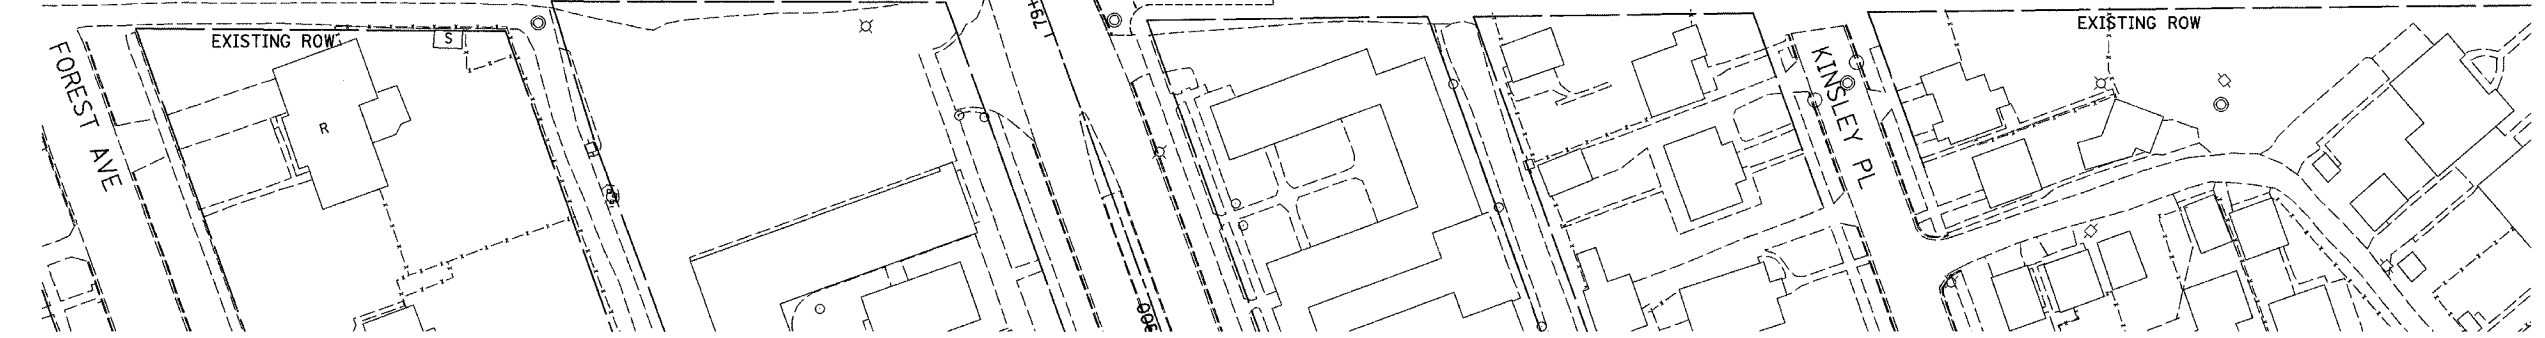 EXISTING ROW
S
EXISTING ROW
FOREST AVE
R
KINSLEY PL